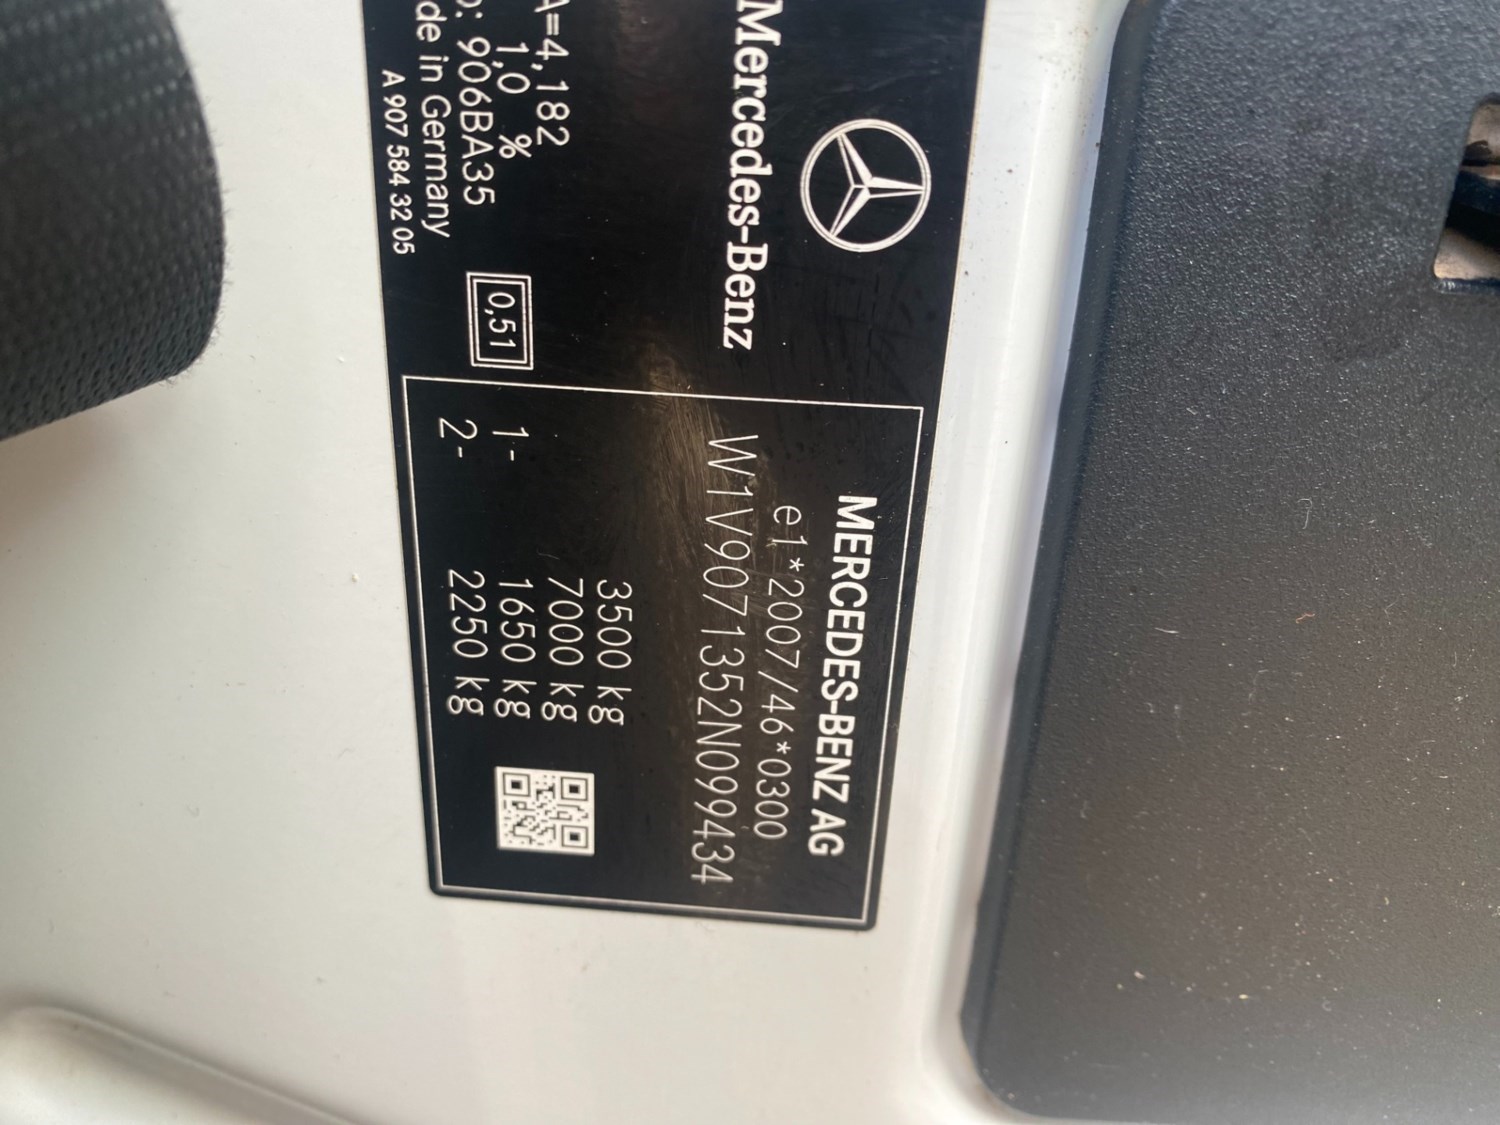 Mercedes-Benz
A=4,182
1,0 %
906BA35
de in Germany
A 907 584 32 05
0,51
MERCEDES-BENZ AG
e1*2007/46*0300
W1V9071352N099434
3500 kg
7000 kg
1- 1650 kg
2- 2250 kg